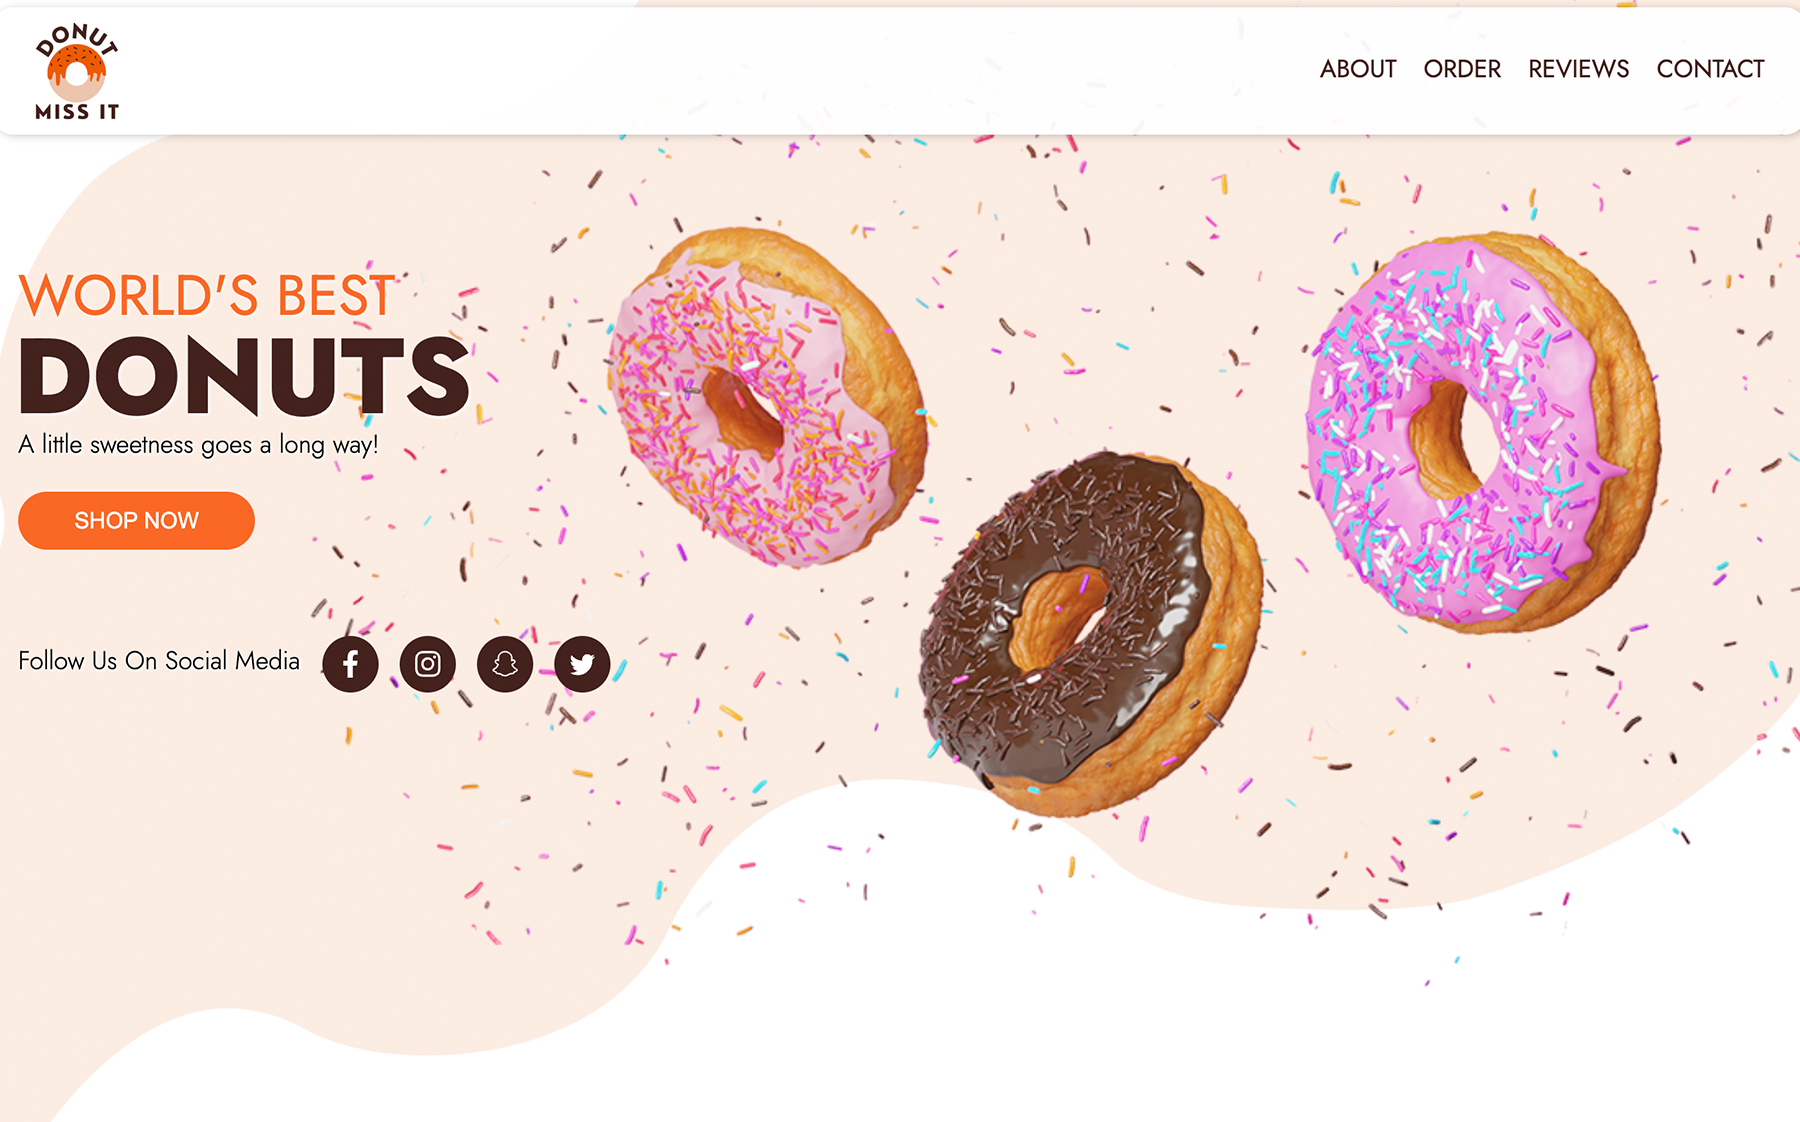 DONUT
MISS IT
ABOUT ORDER REVIEWS CONTACT
WORLD'S BEST
DONUTS
A little sweetness goes a long way!
SHOP NOW
Follow Us On Social Media